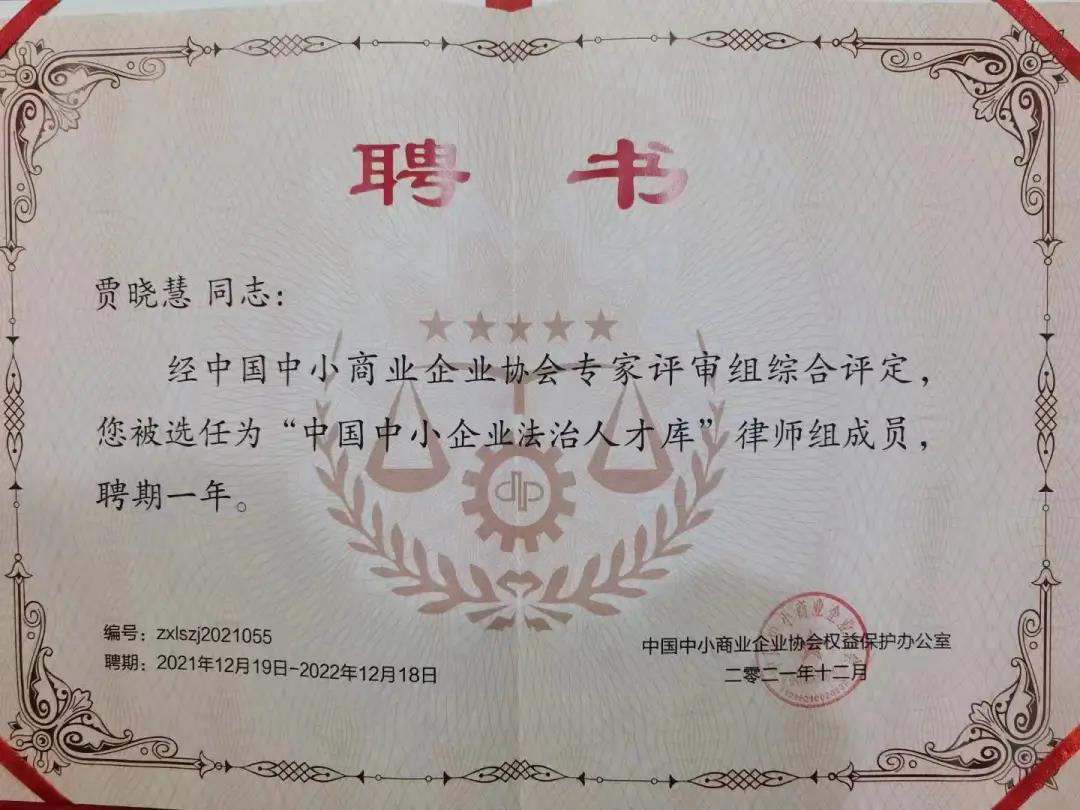 聘书
贾晓慧 同志：
经中国中小商业企业协会专家评审组综合评定，
您被选任为“中国中小企业法治人才库”律师组成员，
聘期一年。
编号：zxlszj2021055
聘期：2021年12月19日-2022年12月18日
中国中小商业企业协会权益保护办公室
二零二一年十二月